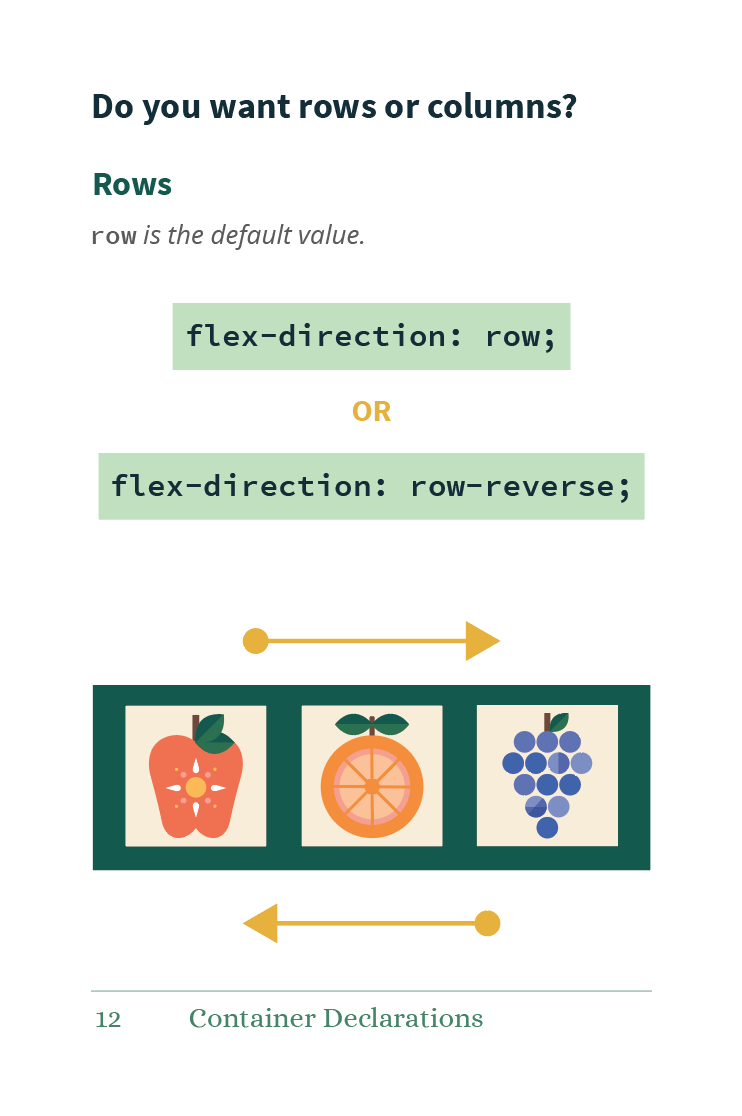 Do you want rows or columns?
Rows
row is the default value.
flex-direction: row;
OR
flex-direction: row-reverse;
12 Container Declarations